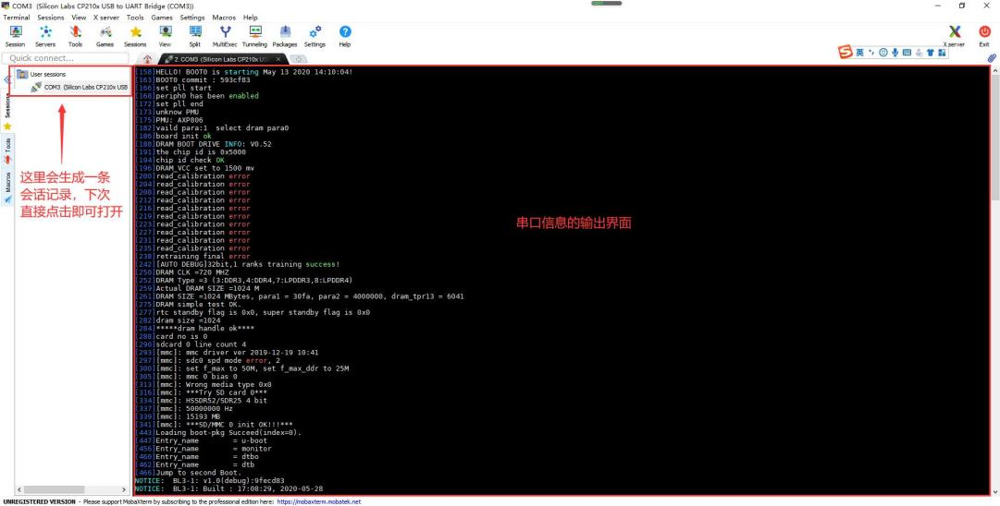 COM3  (Silicon Labs CP210x USB to UART Bridge (COM3))
Terminal  Sessions  View  X server  Tools  Games  Settings  Macros  Help
Session  Servers  Tools  Games  Sessions  View  Split  MultiExec  Tunneling  Packages  Settings  Help  X server  Exit
Quick connect...
2. COM3  (Silicon Labs CP210x US
英
User sessions
COM3  (Silicon Labs CP210x USB
Sessions
Tools
Macros
这里会生成一条
会话记录，下次
直接点击即可打开
串口信息的输出界面
[158]HELLO! BOOT0 is starting May 13 2020 14:10:04!
[163]BOOT0 commit : 593cf83
[166]set pll start
[168]periph0 has been enabled
[172]set pll end
[173]unknow PMU
[175]PMU: AXP806
[182]vaild para:1  select dram para0
[186]board init ok
[188]DRAM BOOT DRIVE INFO: V0.52
[191]the chip id is 0x5000
[194]chip id check OK
[196]DRAM_VCC set to 1500 mv
[200]read_calibration error
[204]read_calibration error
[208]read_calibration error
[212]read_calibration error
[216]read_calibration error
[219]read_calibration error
[223]read_calibration error
[227]read_calibration error
[231]read_calibration error
[235]read_calibration error
[238]retraining final error
[242][AUTO DEBUG]32bit,1 ranks training success!
[250]DRAM CLK =720 MHZ
[252]DRAM Type =3 (3:DDR3,4:DDR4,7:LPDDR3,8:LPDDR4)
[259]Actual DRAM SIZE =1024 M
[261]DRAM SIZE =1024 MBytes, para1 = 30fa, para2 = 4000000, dram_tpr13 = 6041
[275]DRAM simple test OK.
[277]rtc standby flag is 0x0, super standby flag is 0x0
[282]dram size =1024
[284]*****dram handle ok****
[288]card no is 0
[290]sdcard 0 line count 4
[293][mmc]: mmc driver ver 2019-12-19 10:41
[297][mmc]: sdc0 spd mode error, 2
[300][mmc]: set f_max to 50M, set f_max_ddr to 25M
[305][mmc]: mmc 0 bias 0
[313][mmc]: Wrong media type 0x0
[316][mmc]: ***Try SD card 0***
[334][mmc]: HSSDR52/SDR25 4 bit
[337][mmc]: 50000000 Hz
[339][mmc]: 15193 MB
[341][mmc]: ***SD/MMC 0 init OK!!!***
[443]Loading boot-pkg Succeed(index=0).
[447]Entry_name        = u-boot
[456]Entry_name        = monitor
[460]Entry_name        = dtbo
[462]Entry_name        = dtb
[466]Jump to second Boot.
NOTICE:  BL3-1: v1.0(debug):9fecd83
NOTICE:  BL3-1: Built : 17:08:29, 2020-05-28
UNREGISTERED VERSION  -  Please support MobaXterm by subscribing to the professional edition here:  https://mobaxterm.mobatek.net